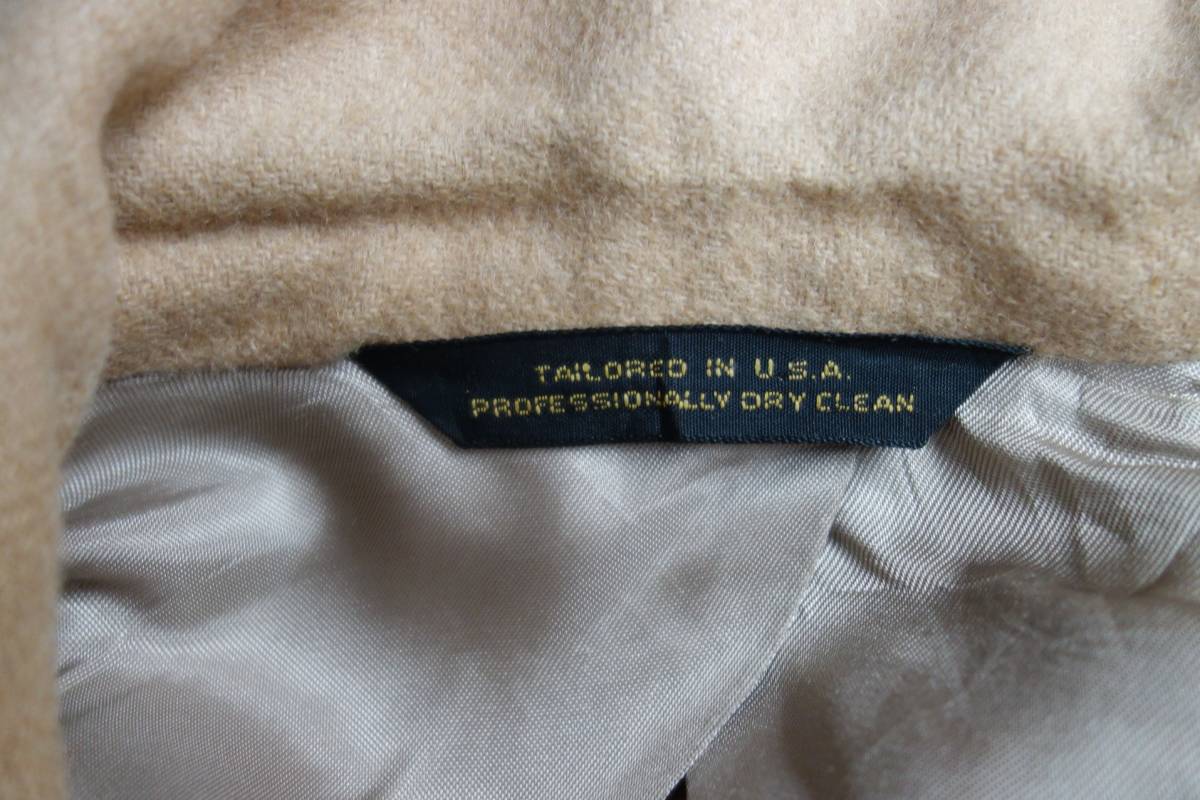 TAILORED IN U.S.A.
PROFESSIONALLY DRY CLEAN